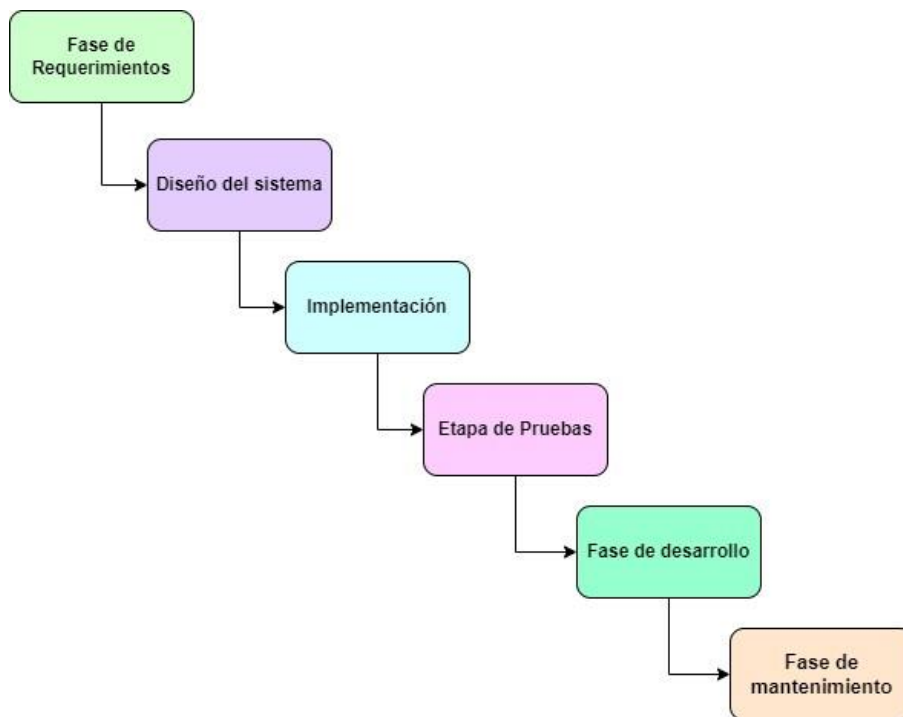 Fase de
Requerimientos
Diseño del sistema
Implementación
Etapa de Pruebas
Fase de desarrollo
Fase de
mantenimiento